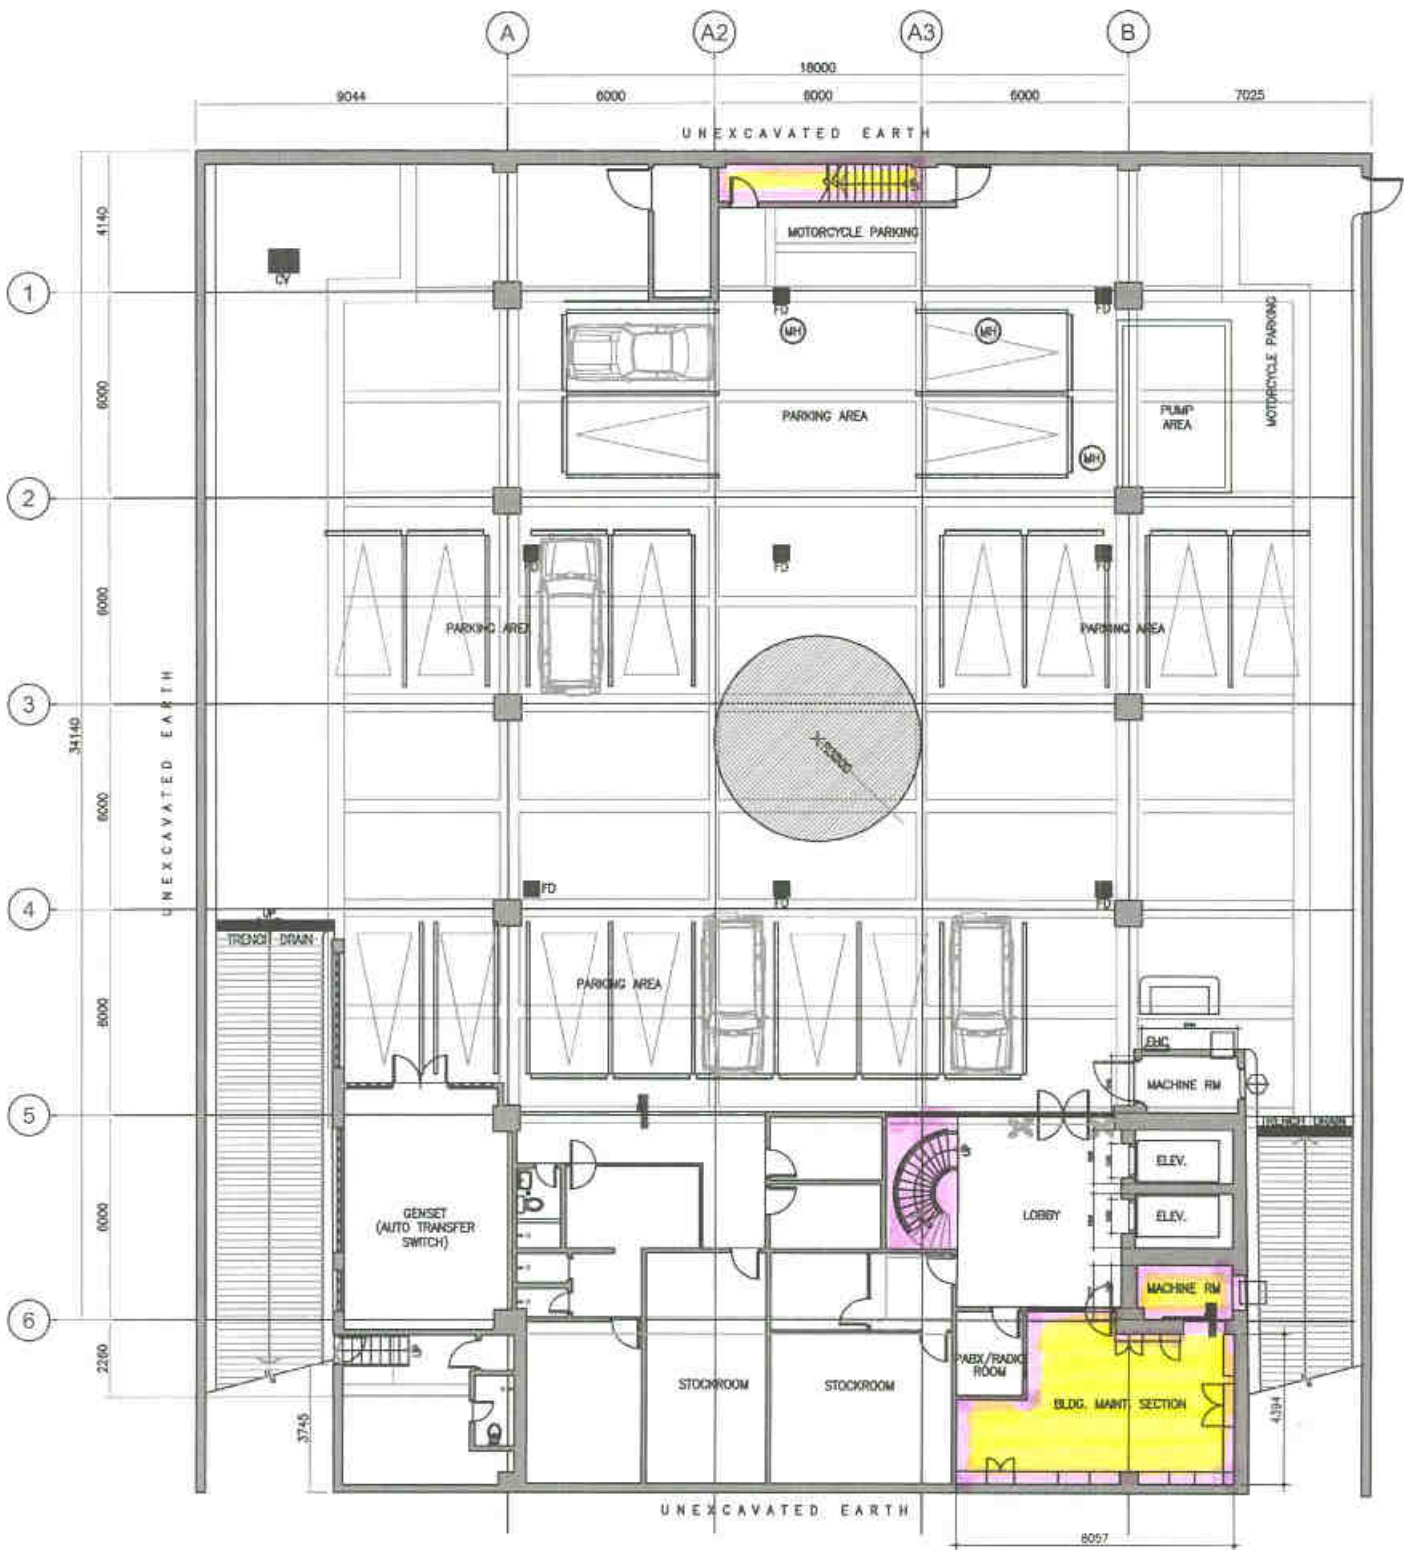 A
A2
A3
B
18000
9044
6000
6000
6000
7025
UNEXCAVATED EARTH
4140
MOTORCYCLE PARKING
CV
1
FD
FD
MH
MH
MOTORCYCLE PARKING
6000
PARKING AREA
PUMP
AREA
MH
2
FD
FD
FD
6000
PARKING AREA
PARKING AREA
3
34140
UNEXCAVATED EARTH
6000
FD
4
FD
FD
UP
TRENCH DRAIN
PARKING AREA
6000
MACHINE RM
5
TRENCH DRAIN
ELEV.
UP
6000
GENSET
(AUTO TRANSFER
SWITCH)
LOBBY
ELEV.
MACHINE RM
6
UP
2260
PABX/RADIO
ROOM
STOCKROOM
STOCKROOM
BLDG. MAINT. SECTION
3745
4394
UNEXCAVATED EARTH
8057